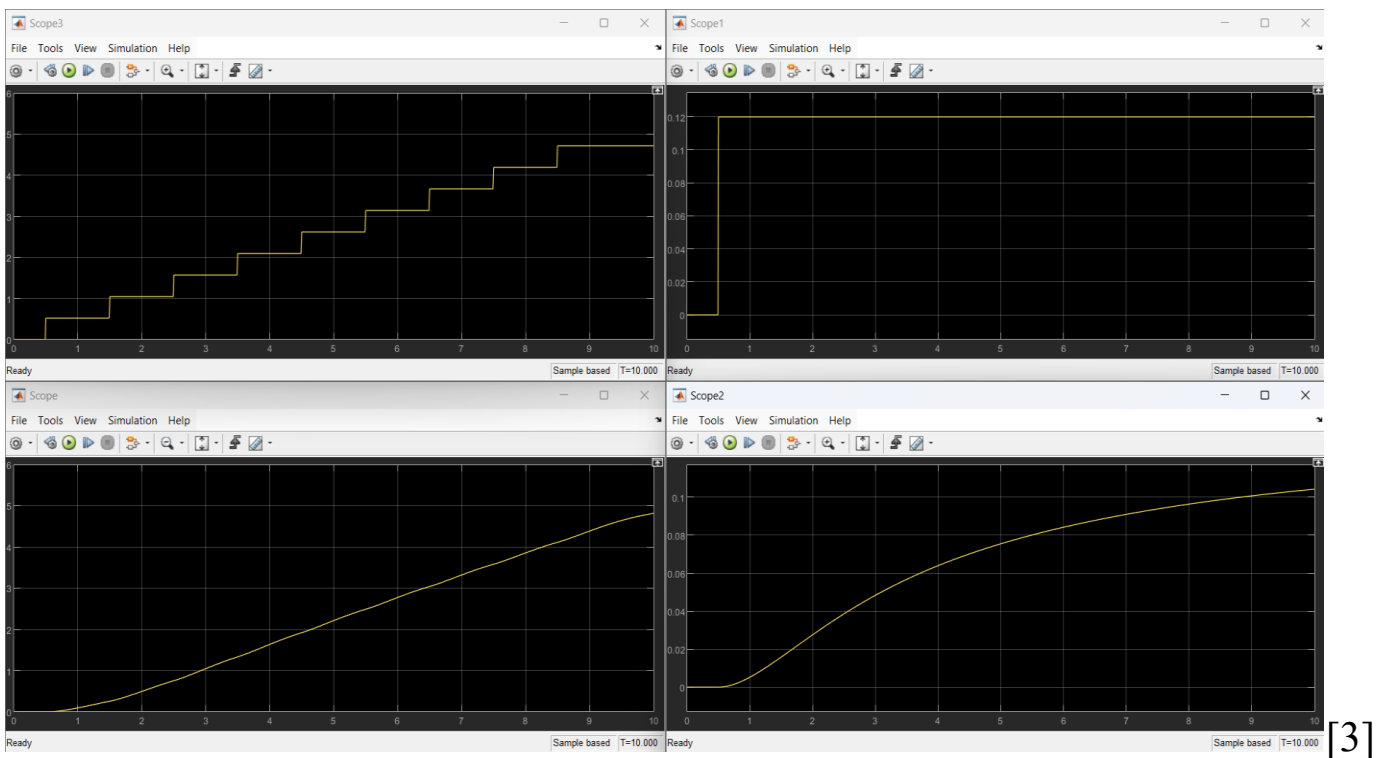 Scope3
File Tools View Simulation Help
6
5
4
3
2
1
0
0 1 2 3 4 5 6 7 8 9 10
Ready Sample based T=10.000
Scope1
File Tools View Simulation Help
0.12
0.1
0.08
0.06
0.04
0.02
0
0 1 2 3 4 5 6 7 8 9 10
Ready Sample based T=10.000
Scope
File Tools View Simulation Help
6
5
4
3
2
1
0
0 1 2 3 4 5 6 7 8 9 10
Ready Sample based T=10.000
Scope2
File Tools View Simulation Help
0.1
0.08
0.06
0.04
0.02
0
0 1 2 3 4 5 6 7 8 9 10
Ready Sample based T=10.000
[3]